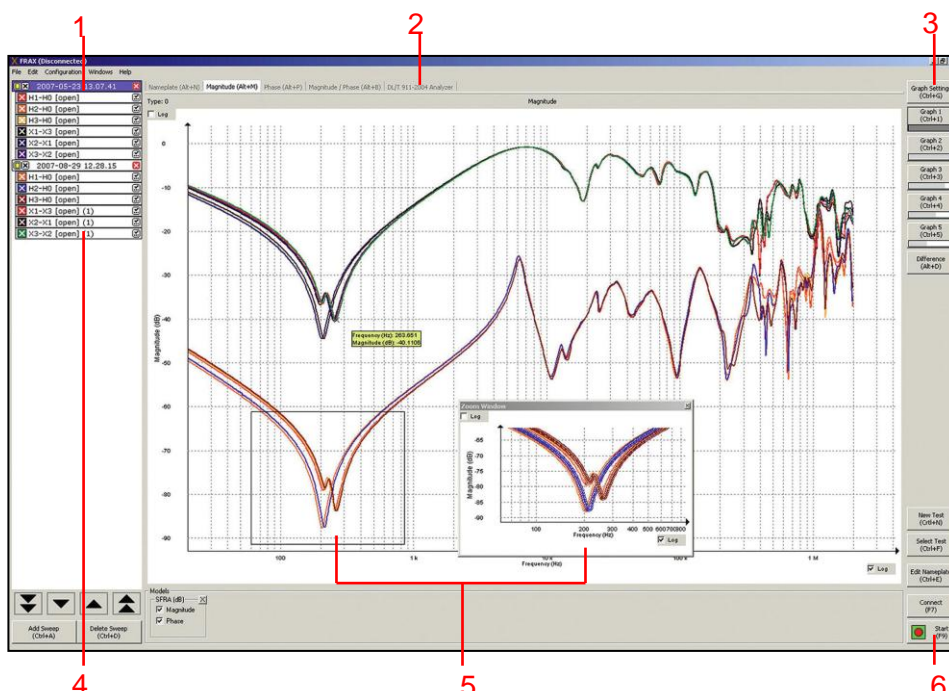 1
2
3
FRAX (Disconnected)
File Edit Configuration Windows Help
2007-05-23 13.07.41
H1-H0 [open]
H2-H0 [open]
H3-H0 [open]
X1-X3 [open]
X2-X1 [open]
X3-X2 [open]
2007-08-29 12.28.15
H1-H0 [open]
H2-H0 [open]
H3-H0 [open]
X1-X3 [open] (1)
X2-X1 [open] (1)
X3-X2 [open] (1)
Add Sweep
(Ctrl+A)
Delete Sweep
(Ctrl+D)
Nameplate (Alt+N) Magnitude (Alt+M) Phase (Alt+P) Magnitude / Phase (Alt+B) DL/T 911-2004 Analyzer
Type: 0
Magnitude
Log
0
-10
-20
-30
-40
-50
-60
-70
-80
-90
Magnitude (dB)
Frequency (Hz): 263.651
Magnitude (dB): -40.1106
100
1 k
10 k
100 k
1 M
Frequency (Hz)
Log
Zoom Window
Log
-65
-70
-75
-80
-85
-90
Magnitude (dB)
100 200 300 400 500 600700800
Frequency (Hz)
Log
Models
SFRA (dB)
Magnitude
Phase
Graph Setting
(Ctrl+G)
Graph 1
(Ctrl+1)
Graph 2
(Ctrl+2)
Graph 3
(Ctrl+3)
Graph 4
(Ctrl+4)
Graph 5
(Ctrl+5)
Difference
(Alt+D)
New Test
(Ctrl+N)
Select Test
(Ctrl+F)
Edit Nameplat
(Ctrl+E)
Connect
(F7)
Start
(F9)
4
5
6